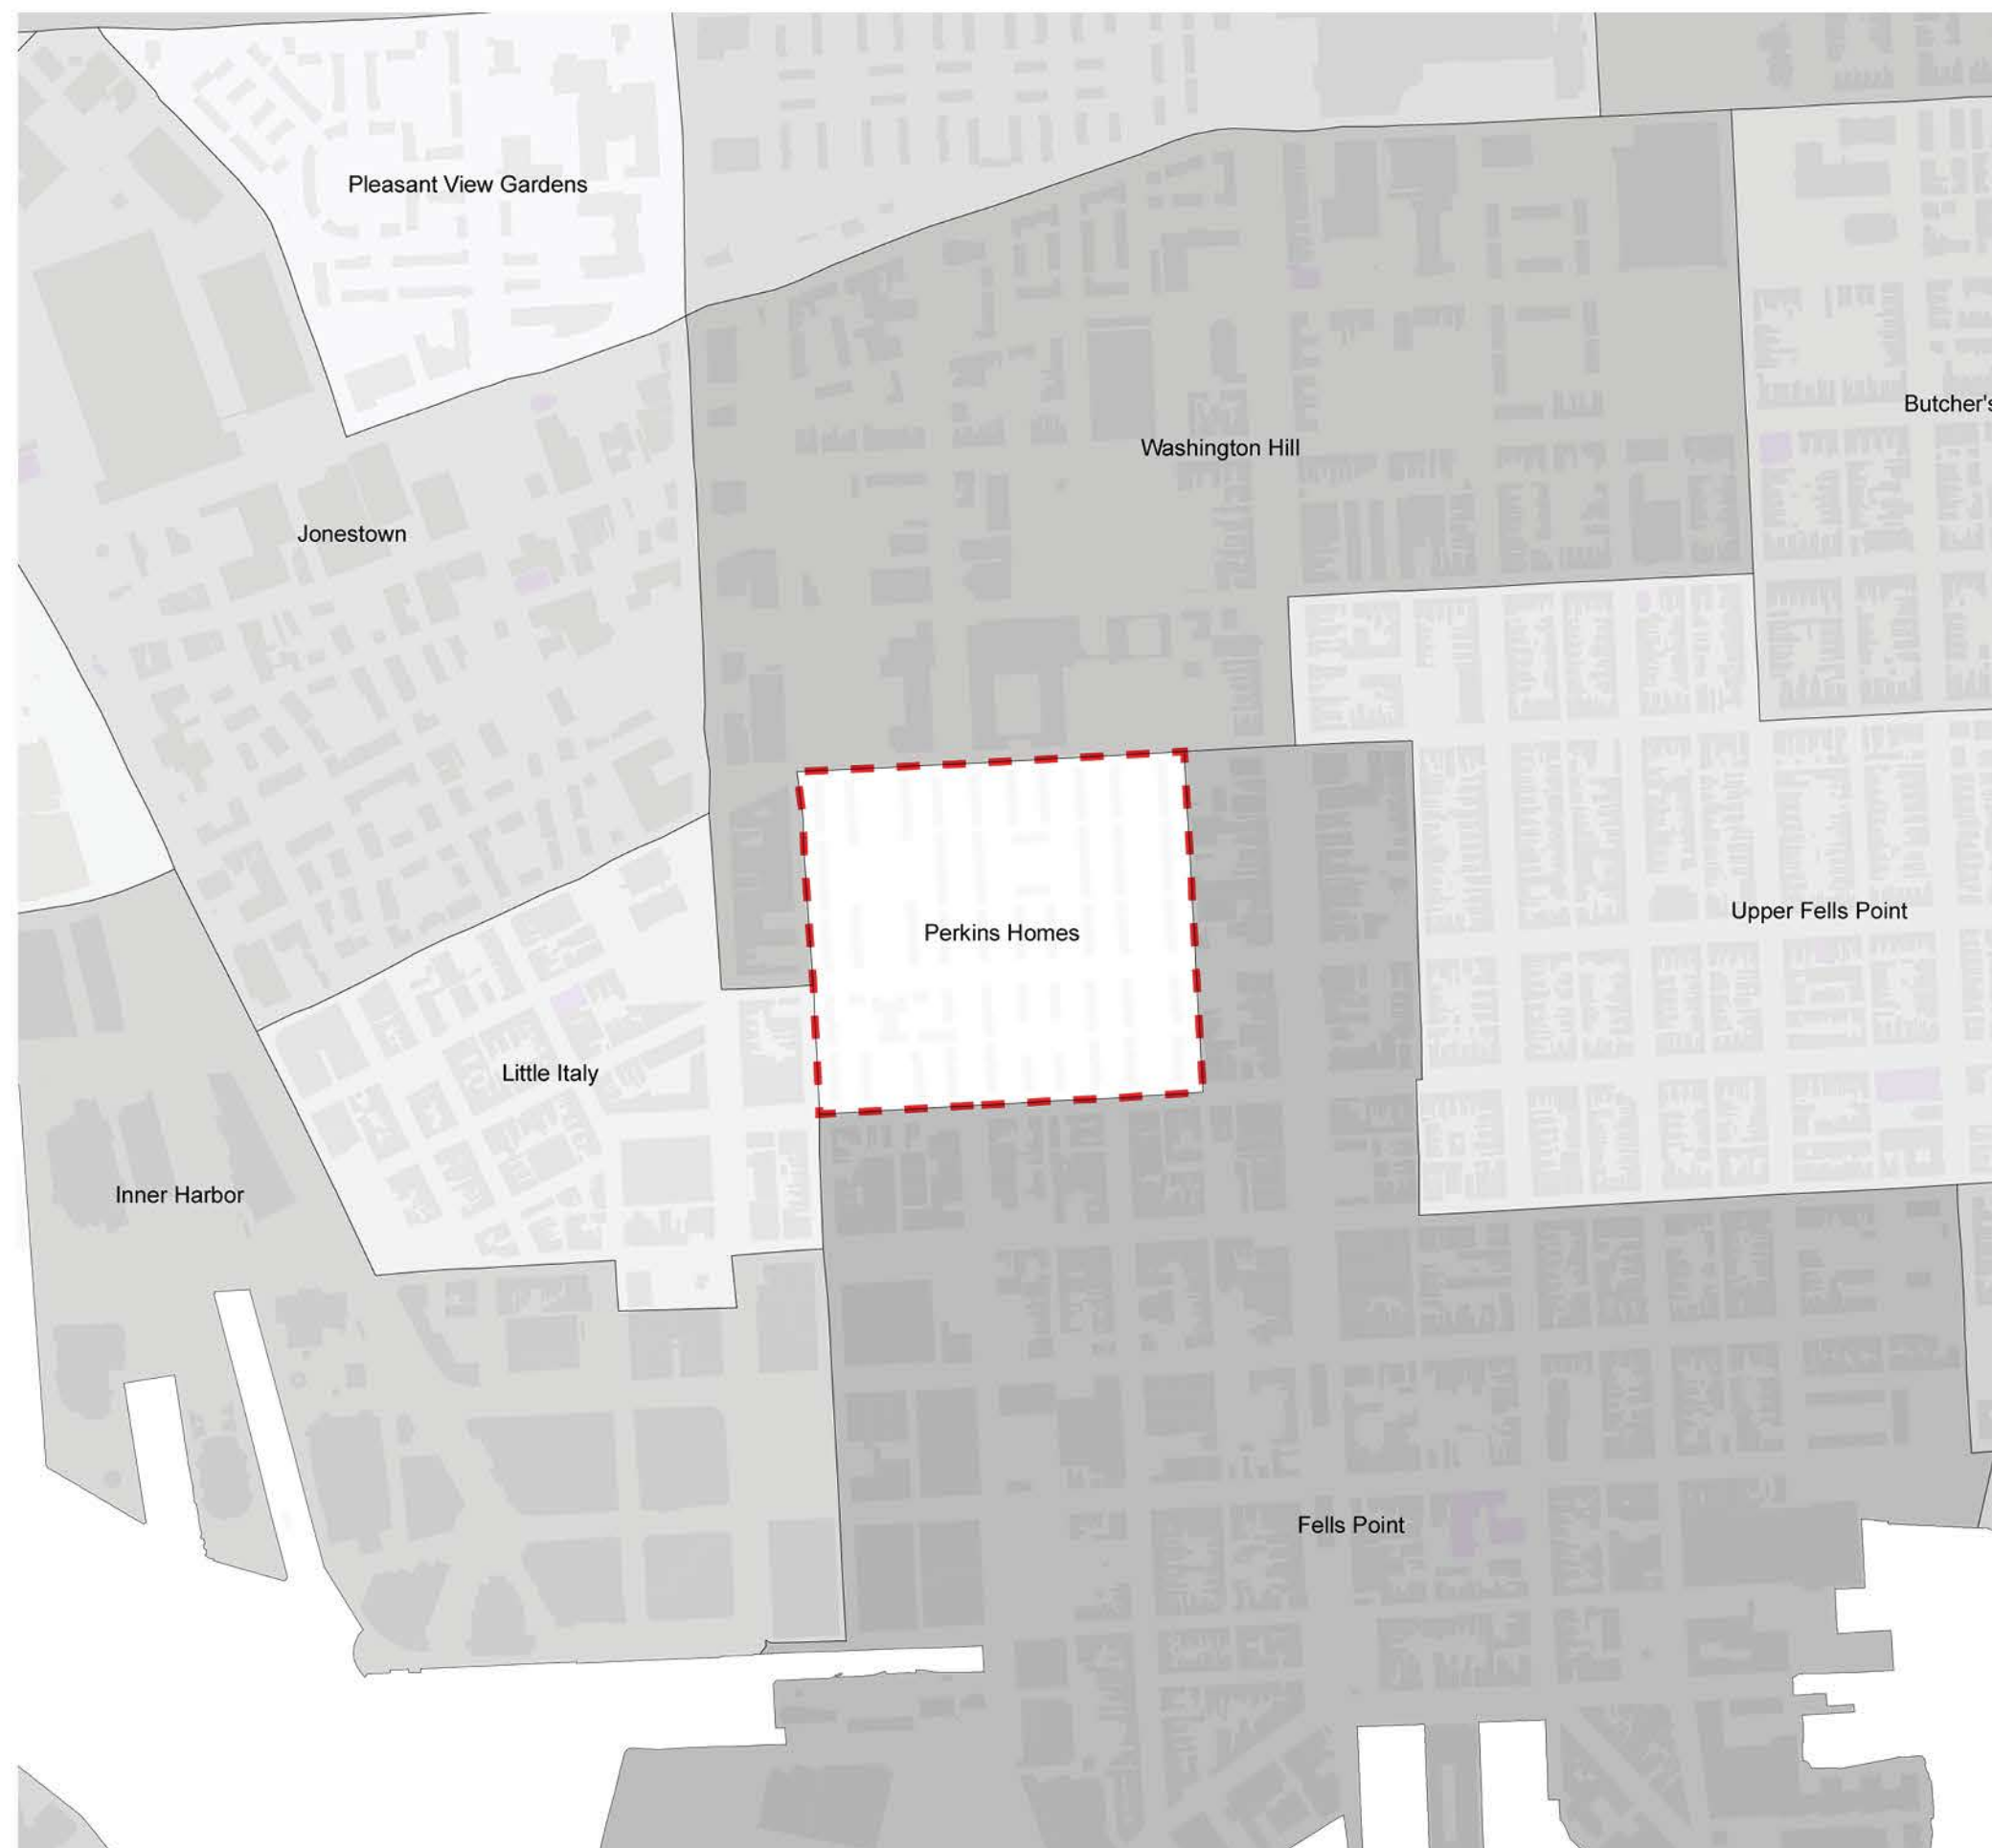 Pleasant View Gardens
Butcher's
Washington Hill
Jonestown
Upper Fells Point
Perkins Homes
Little Italy
Inner Harbor
Fells Point